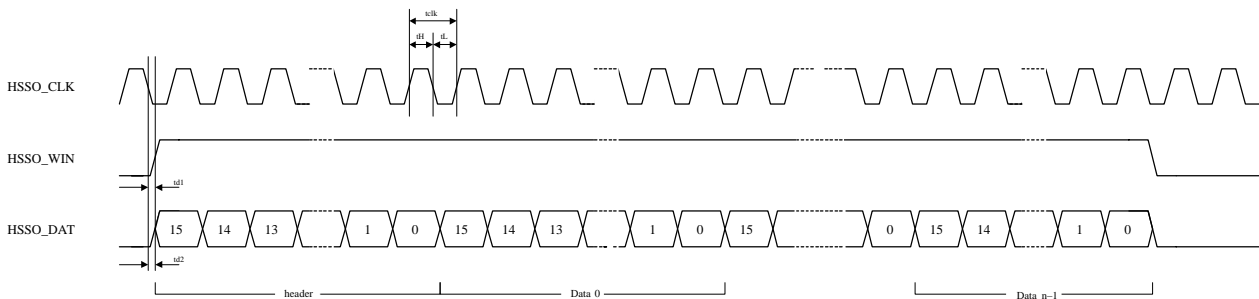 tclk
tH tL
HSSO_CLK
HSSO_WIN
td1
HSSO_DAT 15 14 13 1 0 15 14 13 1 0 15 0 15 14 1 0
td2
header Data 0 Data n–1